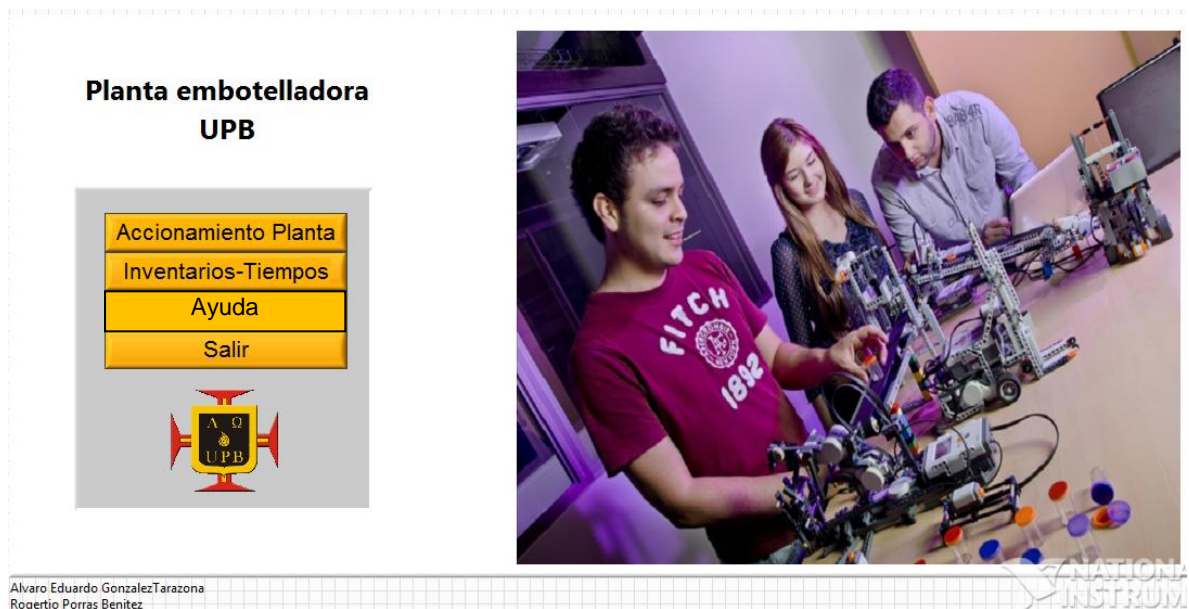 Planta embotelladora
UPB
Accionamiento Planta
Inventarios-Tiempos
Ayuda
Salir
Λ Ω
UPB
FITCH
1892
Alvaro Eduardo GonzalezTarazona
Rogertio Porras Benitez
NATIONA
INSTRUM